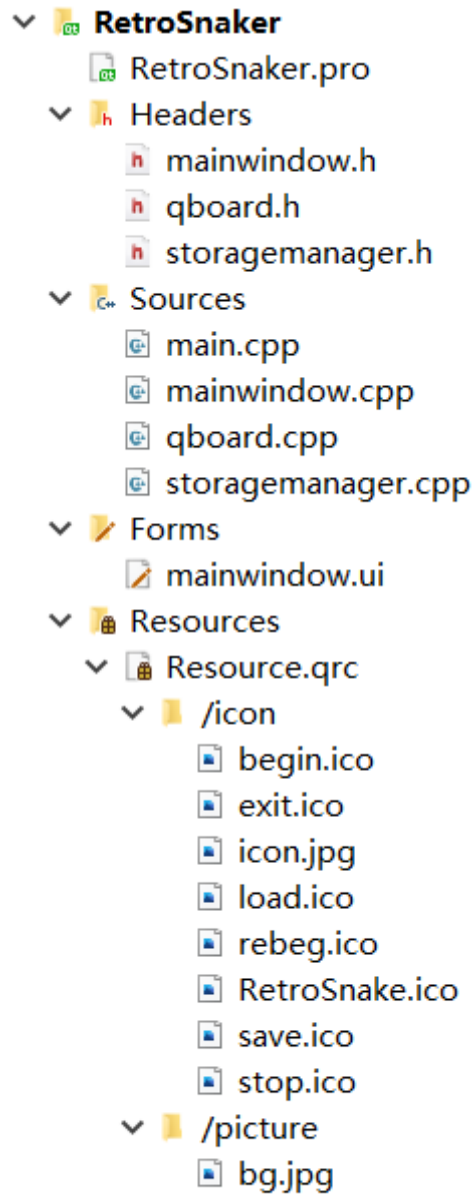 RetroSnaker
RetroSnaker.pro
Headers
mainwindow.h
qboard.h
storagemanager.h
Sources
main.cpp
mainwindow.cpp
qboard.cpp
storagemanager.cpp
Forms
mainwindow.ui
Resources
Resource.qrc
/icon
begin.ico
exit.ico
icon.jpg
load.ico
rebeg.ico
RetroSnake.ico
save.ico
stop.ico
/picture
bg.jpg